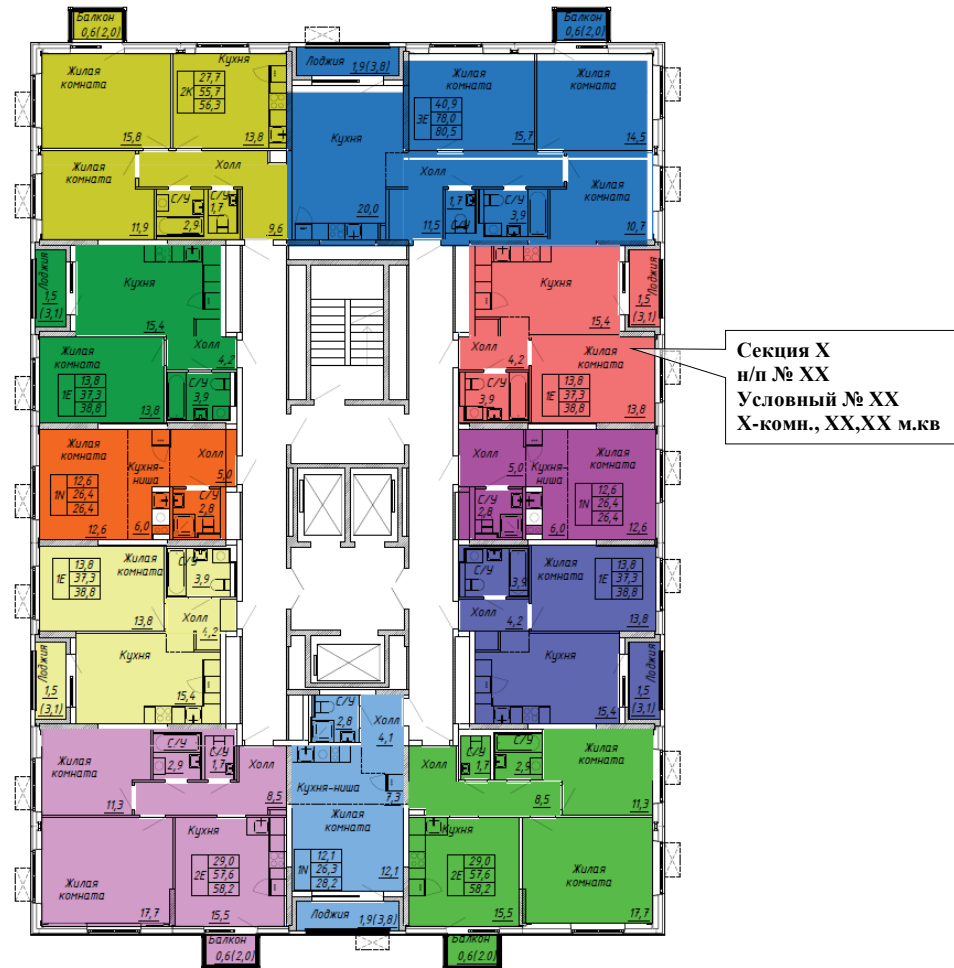 Балкон
0,6(2,0)
Балкон
0,6(2,0)
Жилая
комната
15,8
2К
27,7
55,7
56,3
Кухня
13,8
Лоджия 1,9(3,8)
Кухня
20,0
3Е
40,9
78,0
80,5
Жилая
комната
15,7
Жилая
комната
14,5
Жилая
комната
11,9
Холл
9,6
С/У
2,9
С/У
1,7
Холл
11,5
1,7
С/У
С/У
3,9
Жилая
комната
10,7
Лоджия
1,5
(3,1)
Кухня
15,4
Холл
4,2
Жилая
комната
1Е
13,8
37,3
38,8
13,8
С/У
3,9
Кухня
15,4
Лоджия
1,5
(3,1)
Холл
4,2
С/У
3,9
Жилая
комната
1Е
13,8
37,3
38,8
13,8
Секция X
н/п № XX
Условный № XX
X-комн., XX,XX м.кв
Жилая
комната
1N
12,6
26,4
26,4
12,6
Кухня-
ниша
6,0
Холл
5,0
С/У
2,8
Холл
5,0
С/У
2,8
Кухня-
ниша
6,0
Жилая
комната
1N
12,6
26,4
26,4
12,6
1Е
13,8
37,3
38,8
Жилая
комната
13,8
С/У
3,9
Холл
4,2
Кухня
15,4
Лоджия
1,5
(3,1)
С/У
3,9
Жилая
комната
1Е
13,8
37,3
38,8
13,8
Холл
4,2
Кухня
15,4
Лоджия
1,5
(3,1)
Жилая
комната
11,3
С/У
2,9
С/У
1,7
Холл
8,5
С/У
2,8
Холл
4,1
Кухня-ниша
7,3
Жилая
комната
1N
12,1
26,3
28,2
12,1
Лоджия 1,9(3,8)
Холл
8,5
С/У
1,7
С/У
2,9
Жилая
комната
11,3
Жилая
комната
17,7
Кухня
2Е
29,0
57,6
58,2
15,5
Кухня
2Е
29,0
57,6
58,2
15,5
Жилая
комната
17,7
Балкон
0,6(2,0)
Балкон
0,6(2,0)